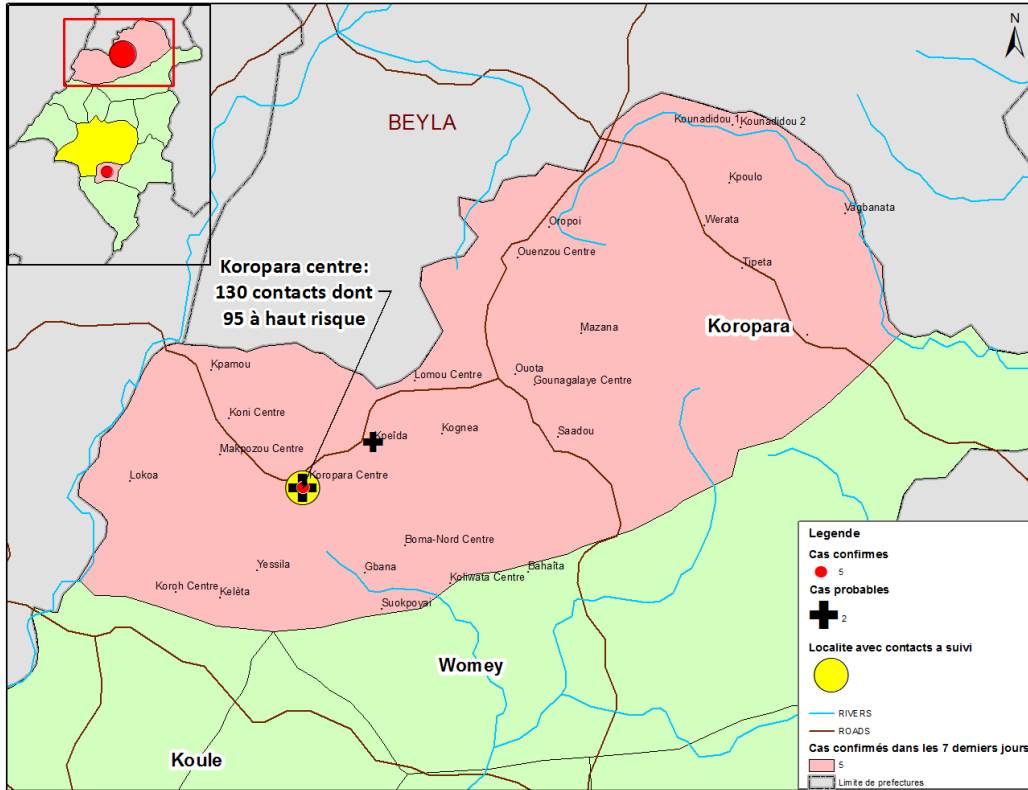 N
BEYLA
Kounadidou 1
Kounadidou 2
Kpoulo
Vagbanata
Werata
Oropoi
Ouenzou Centre
Tipeta
Koropara centre:
130 contacts dont
95 à haut risque
Mazana
Koropara
Kpamou
Lomou Centre
Ouota
Gounagalaye Centre
Koni Centre
Kpeïda
Kognea
Saadou
Makpozou Centre
Lokoa
Koropara Centre
Boma-Nord Centre
Yessila
Gbana
Bahaïta
Koliwata Centre
Koroh Centre
Kelèta
Suokpoyai
Womey
Koule
Legende
Cas confirmes
5
Cas probables
2
Localite avec contacts a suivi
RIVERS
ROADS
Cas confirmés dans les 7 derniers jours
5
Limite de prefectures